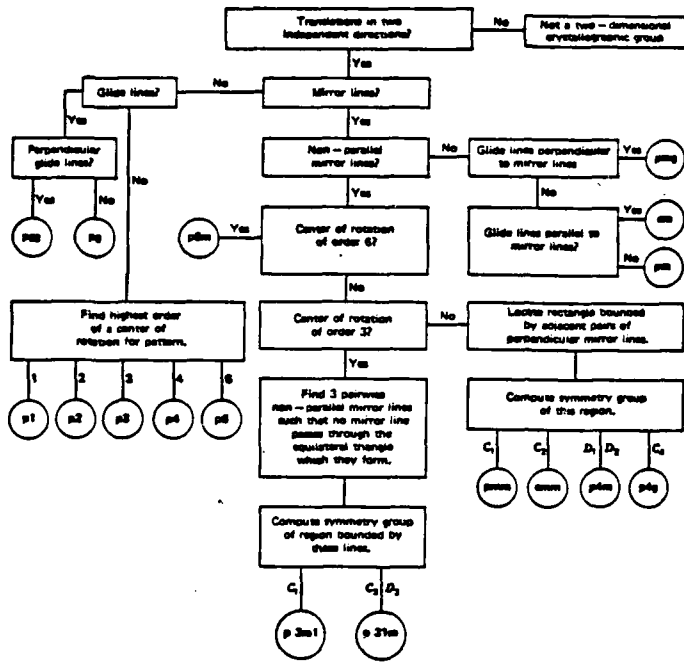 Translations in two
independent directions?
No
Not a two-dimensional
crystallographic group
Yes
Glide lines?
No
Mirror lines?
Yes
Yes
Perpendicular
glide lines?
No
Non-parallel
mirror lines?
No
Glide lines perpendicular
to mirror lines
Yes
pmg
Yes
No
Yes
No
pgg
pg
p6m
Yes
Center of rotation
of order 6?
Glide lines parallel to
mirror lines?
Yes
cm
No
pm
No
Find highest order
of a center of
rotation for pattern.
Center of rotation
of order 3?
No
Locate rectangle bounded
by adjacent pairs of
perpendicular mirror lines.
1
2
3
4
6
Yes
p1
p2
p3
p4
p6
Find 3 pairwise
non-parallel mirror lines
such that no mirror line
passes through the
equilateral triangle
which they form.
Compute symmetry group
of this region.
C₁
C₂
D₁
D₂
C₄
pmm
cmm
p4m
p4g
Compute symmetry group
of region bounded by
these lines.
C₁
C₃
D₃
p 3m1
p 31m